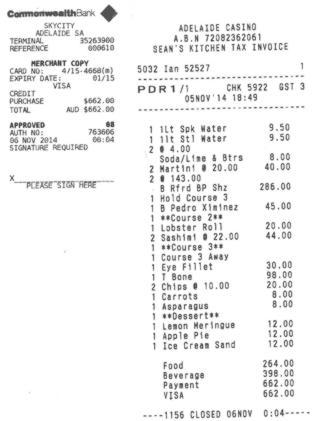 CommonwealthBank
SKYCITY
ADELAIDE SA
TERMINAL 35263900
REFERENCE 000610
MERCHANT COPY
CARD NO: 4/15-4668(m)
EXPIRY DATE: 01/15
VISA
CREDIT
PURCHASE $662.00
TOTAL AUD $662.00
APPROVED 08
AUTH NO: 763606
06 NOV 2014 06:04
SIGNATURE REQUIRED
X
PLEASE SIGN HERE
ADELAIDE CASINO
A.B.N 72082362061
SEAN'S KITCHEN TAX INVOICE
5032 Ian 52527 1
PDR1/1 CHK 5922 GST 3
05NOV'14 18:49
1 1Lt Spk Water 9.50
1 1lt Stl Water 9.50
2 @ 4.00
Soda/Lime & Btrs 8.00
2 Martini @ 20.00 40.00
2 @ 143.00
B Rfrd BP Shz 286.00
1 Hold Course 3
1 B Pedro Ximinez 45.00
1 **Course 2**
1 Lobster Roll 20.00
2 Sashimi @ 22.00 44.00
1 **Course 3**
1 Course 3 Away
1 Eye Fillet 30.00
1 T Bone 98.00
2 Chips @ 10.00 20.00
1 Carrots 8.00
1 Asparagus 8.00
1 **Dessert**
1 Lemon Meringue 12.00
1 Apple Pie 12.00
1 Ice Cream Sand 12.00
Food 264.00
Beverage 398.00
Payment 662.00
VISA 662.00
----1156 CLOSED 06NOV 0:04-----